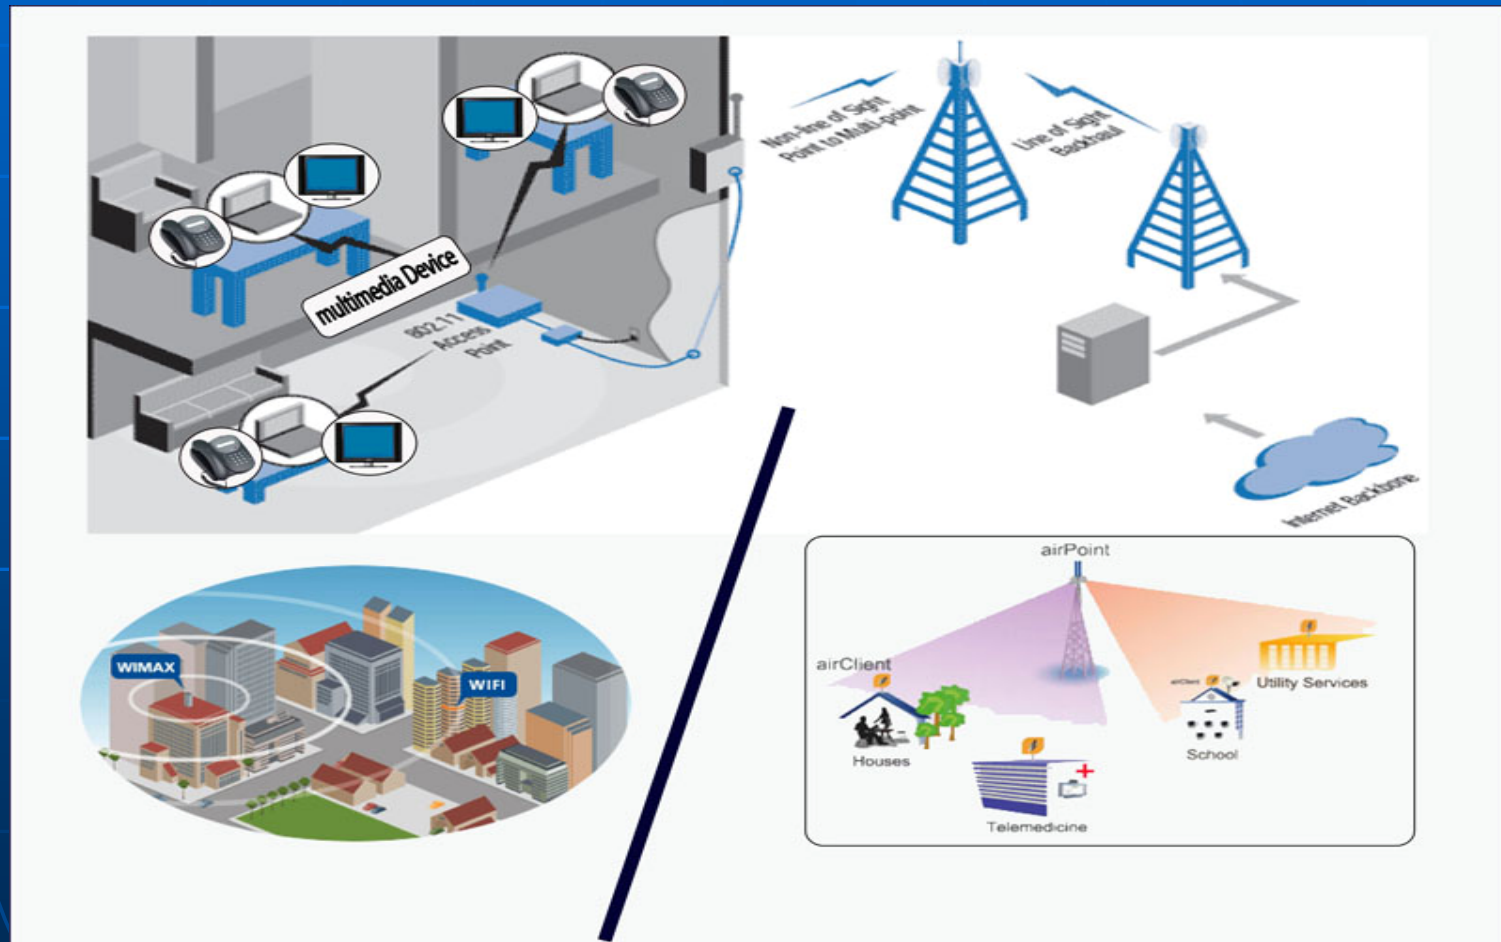 Non-line of Sight
Point to Multi-point
Line of Sight
Backhaul
multimedia Device
802.11
Access
Point
Internet Backbone
WIMAX
WIFI
airPoint
airClient
Houses
Telemedicine
airClient
School
Utility Services